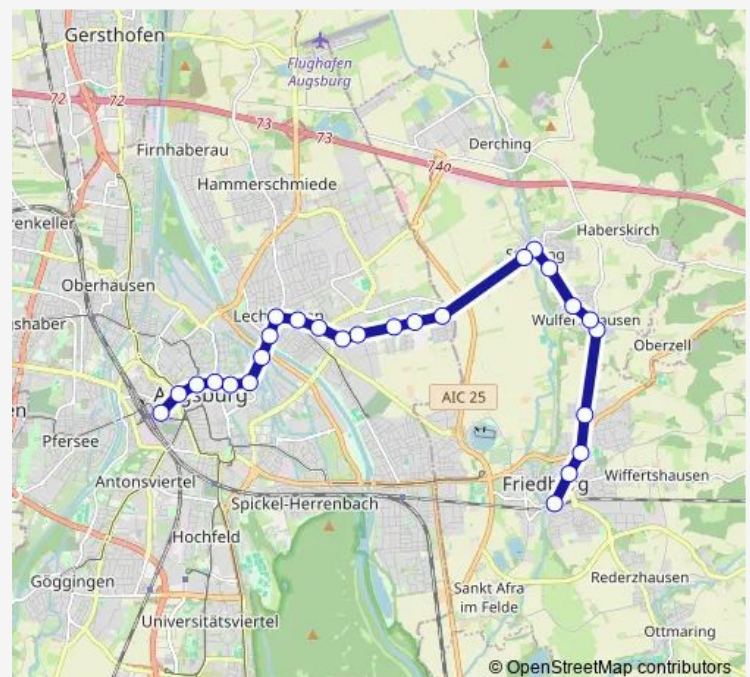 Gersthofen
Flughafen
Augsburg
72
72
73
73
74a
Derching
Firnhaberau
Hammerschmiede
Haberskirch
Oberhausen
Oberzell
AIC 25
Pfersee
Antonsviertel
Spickel-Herrenbach
Wiffertshausen
Hochfeld
Göggingen
Rederzhausen
Sankt Afra
im Felde
Universitätsviertel
Ottmaring
© OpenStreetMap contributors